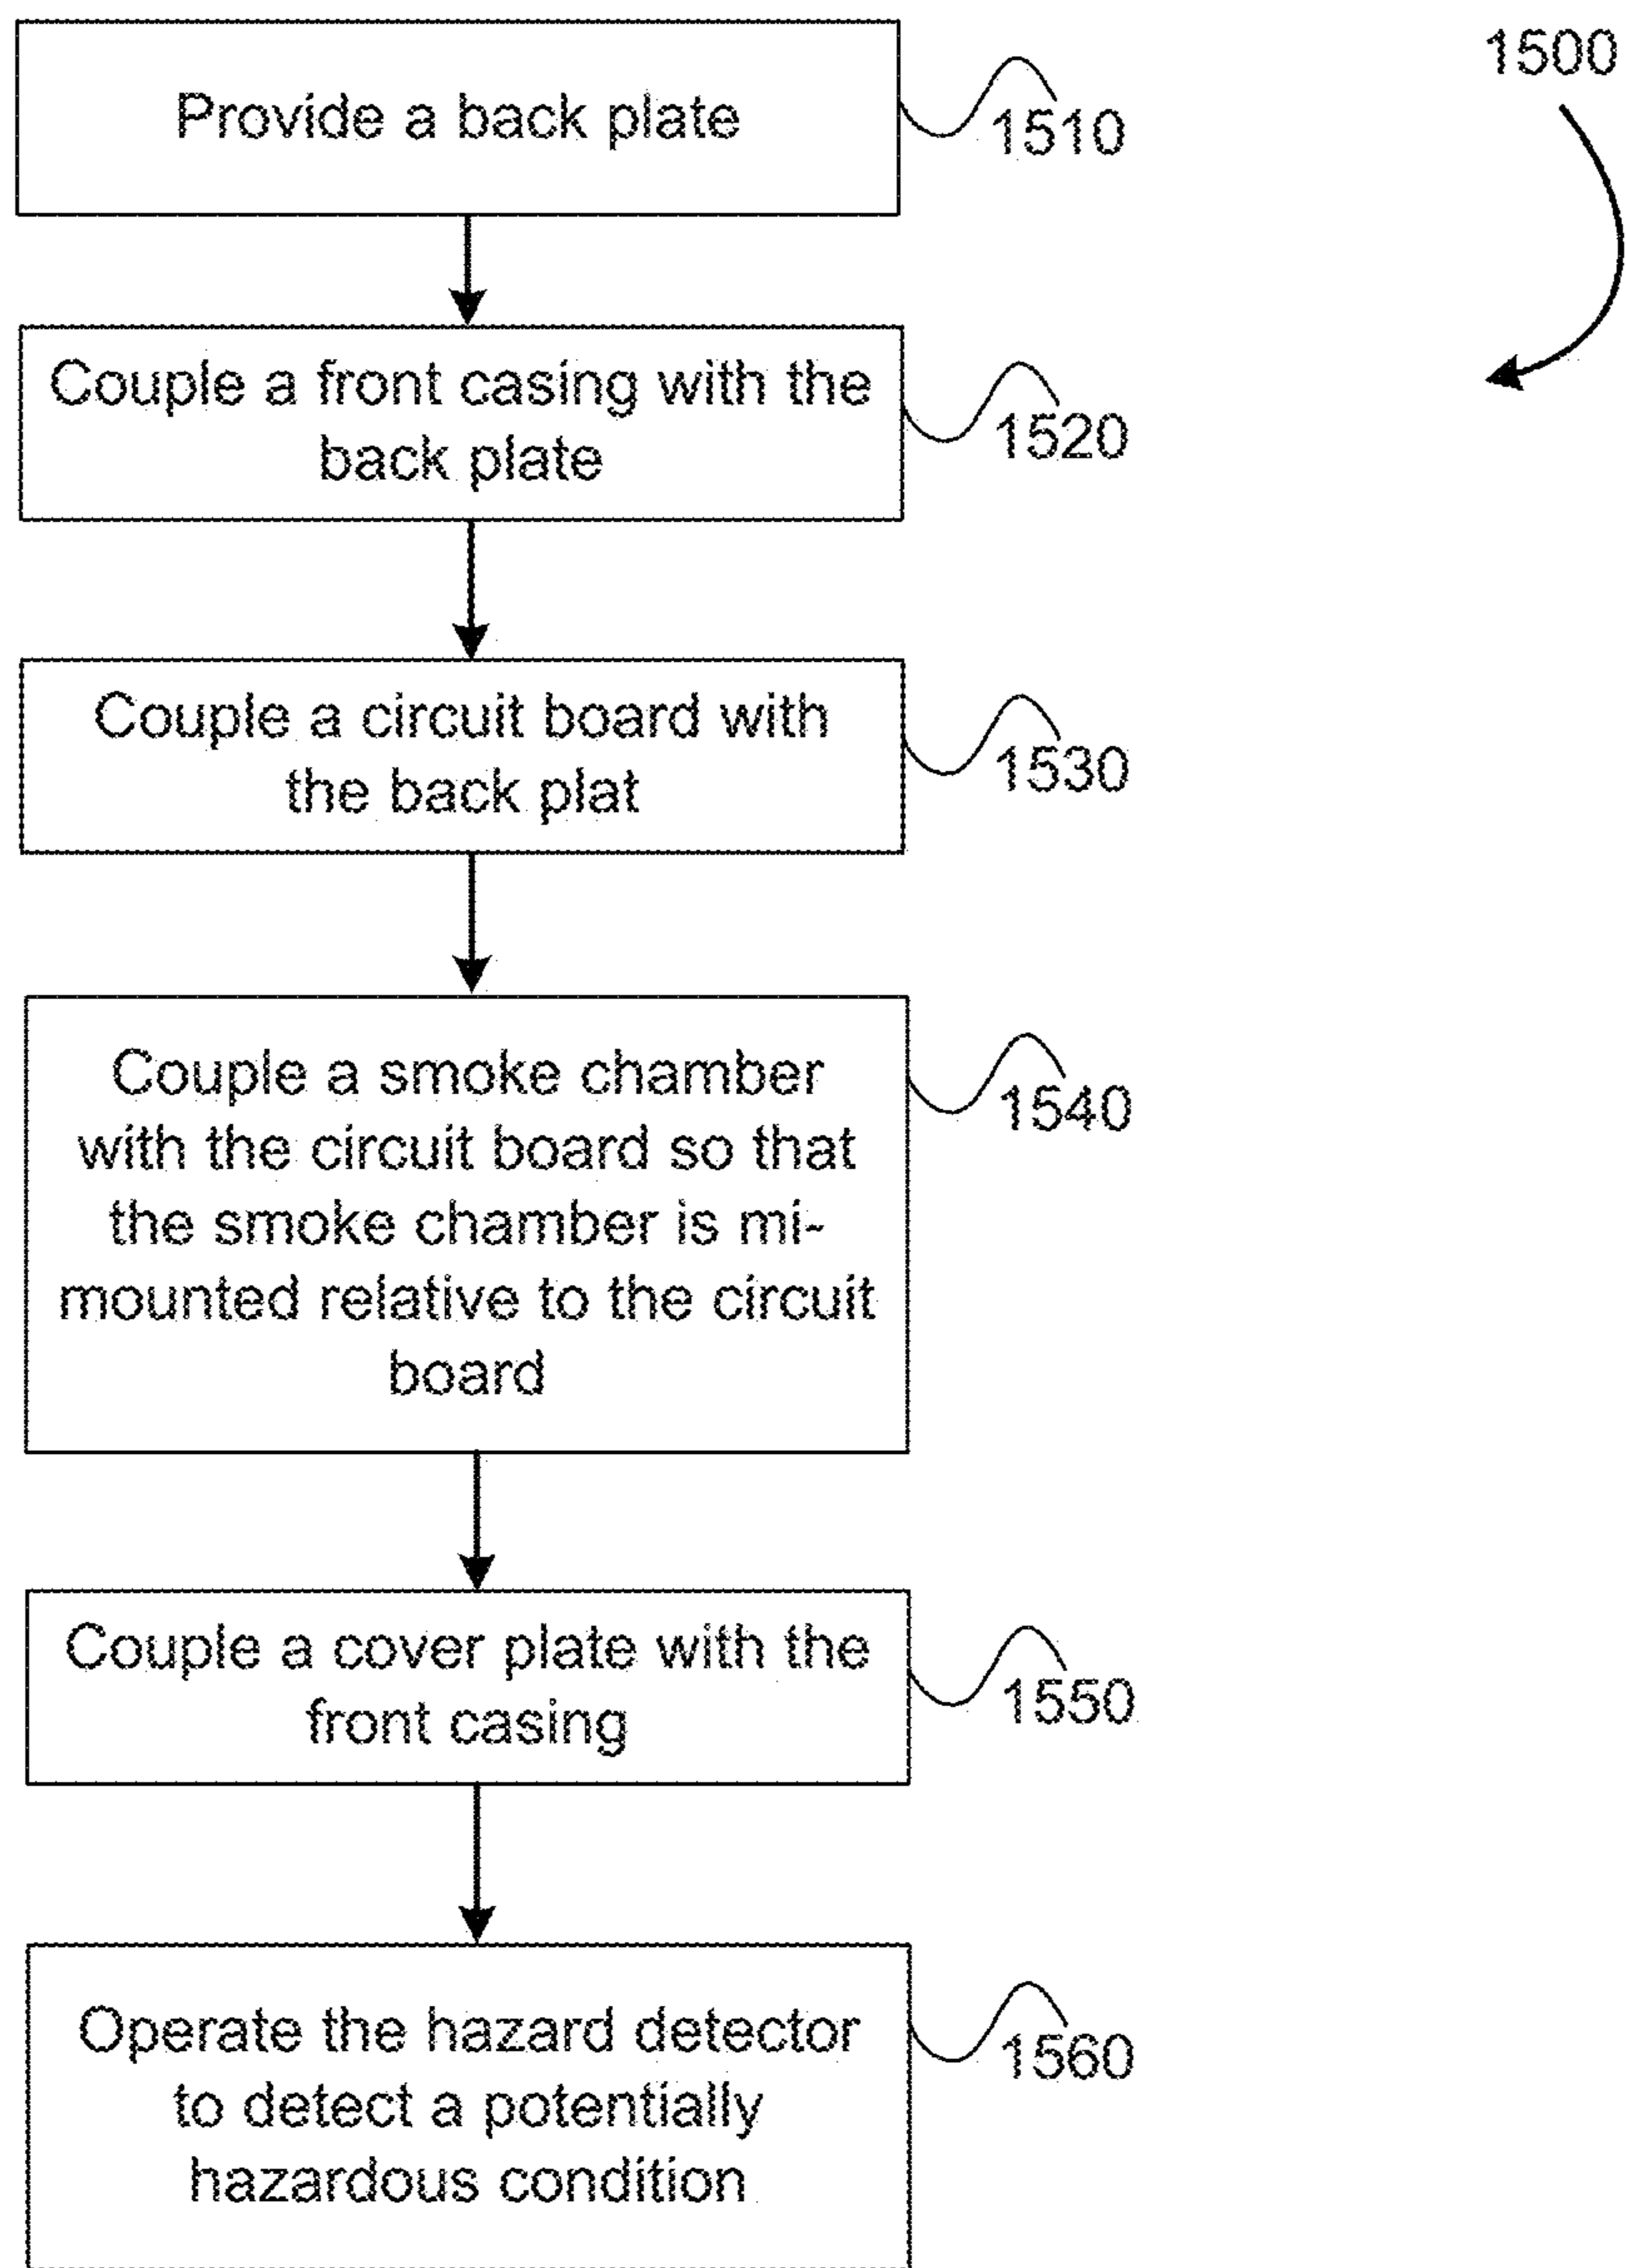 1500
Provide a back plate
1510
Couple a front casing with the
back plate
1520
Couple a circuit board with
the back plat
1530
Couple a smoke chamber
with the circuit board so that
the smoke chamber is mi-
mounted relative to the circuit
board
1540
Couple a cover plate with the
front casing
1550
Operate the hazard detector
to detect a potentially
hazardous condition
1560